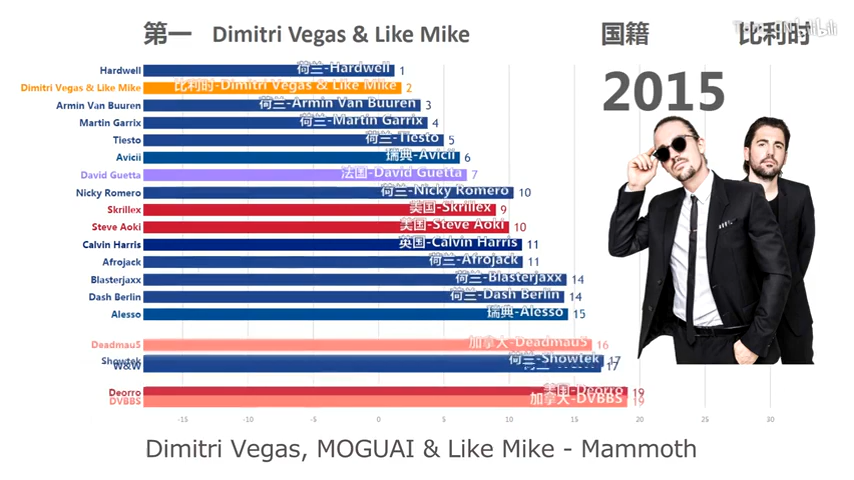 第一 Dimitri Vegas & Like Mike 国籍 比利时
bilibili
2015
Hardwell 荷兰-Hardwell 1
Dimitri Vegas & Like Mike 比利时-Dimitri Vegas & Like Mike 2
Armin Van Buuren 荷兰-Armin Van Buuren 3
Martin Garrix 荷兰-Martin Garrix 4
Tiesto 荷兰-Tiesto 5
Avicii 瑞典-Avicii 6
David Guetta 法国-David Guetta 7
Nicky Romero 荷兰-Nicky Romero 10
Skrillex 美国-Skrillex 9
Steve Aoki 美国-Steve Aoki 10
Calvin Harris 英国-Calvin Harris 11
Afrojack 荷兰-Afrojack 11
Blasterjaxx 荷兰-Blasterjaxx 14
Dash Berlin 荷兰-Dash Berlin 14
Alesso 瑞典-Alesso 15
Deadmau5 加拿大-Deadmau5 16
Showtek 荷兰-Showtek 17
W&W 17
Deorro 美国-Deorro 19
DVBBS 加拿大-DVBBS 19
-15 -10 -5 0 5 10 15 20 25 30
Dimitri Vegas, MOGUAI & Like Mike - Mammoth